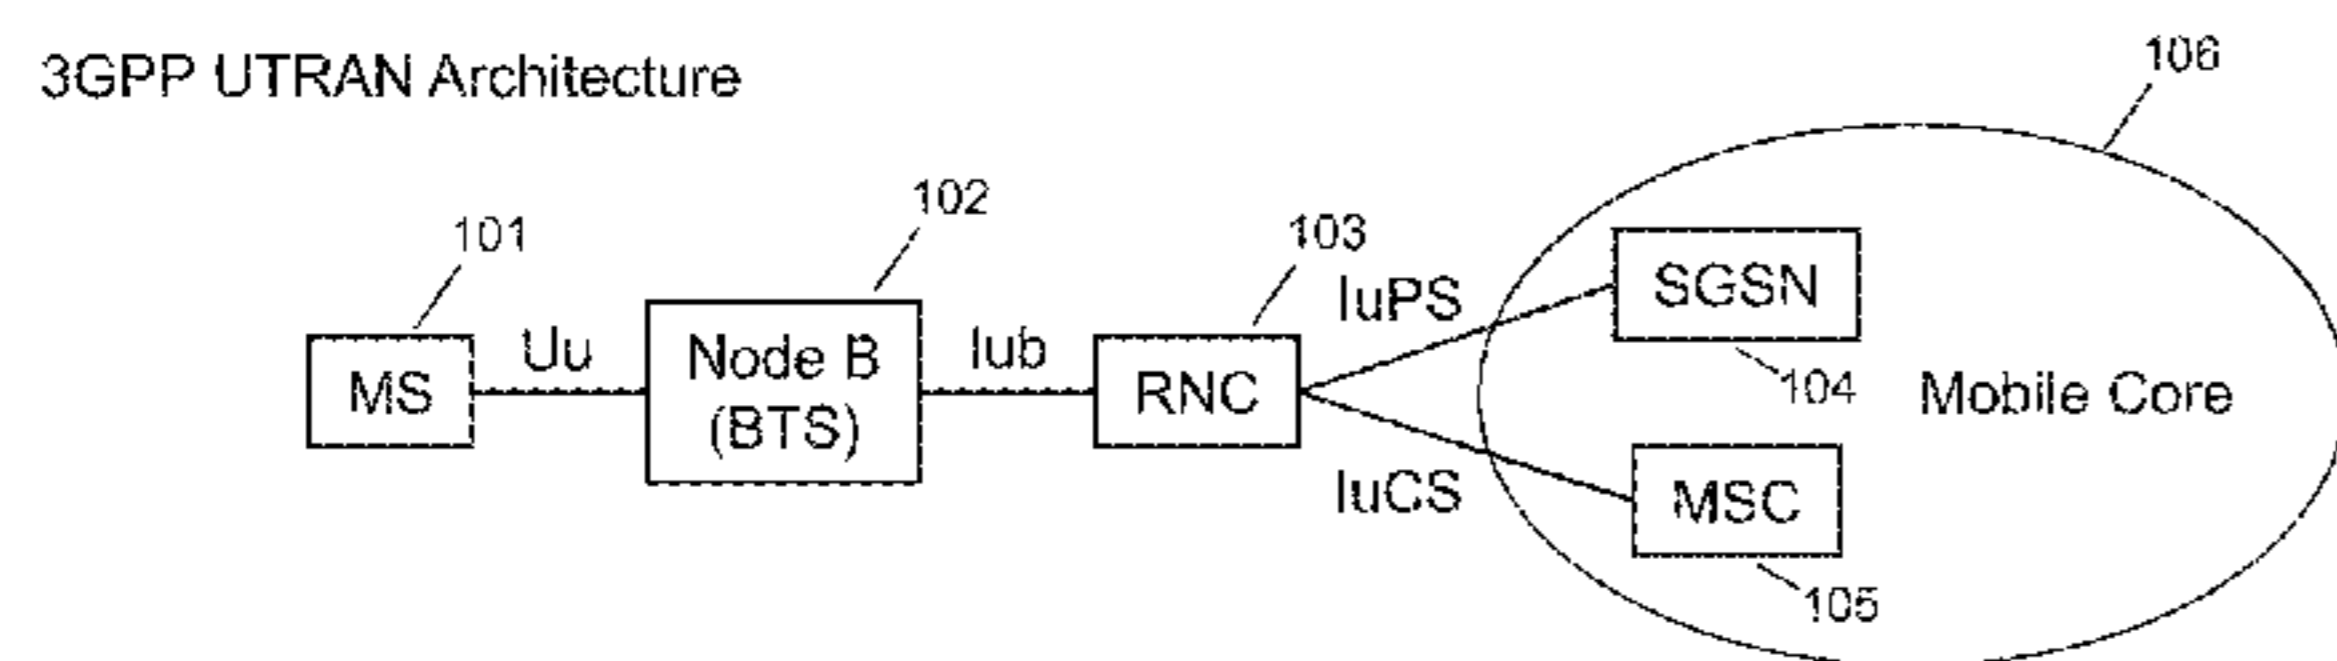 3GPP UTRAN Architecture
106
102
101
103
IuPS
SGSN
Uu
Node B
(BTS)
Iub
MS
RNC
104
Mobile Core
IuCS
MSC
105